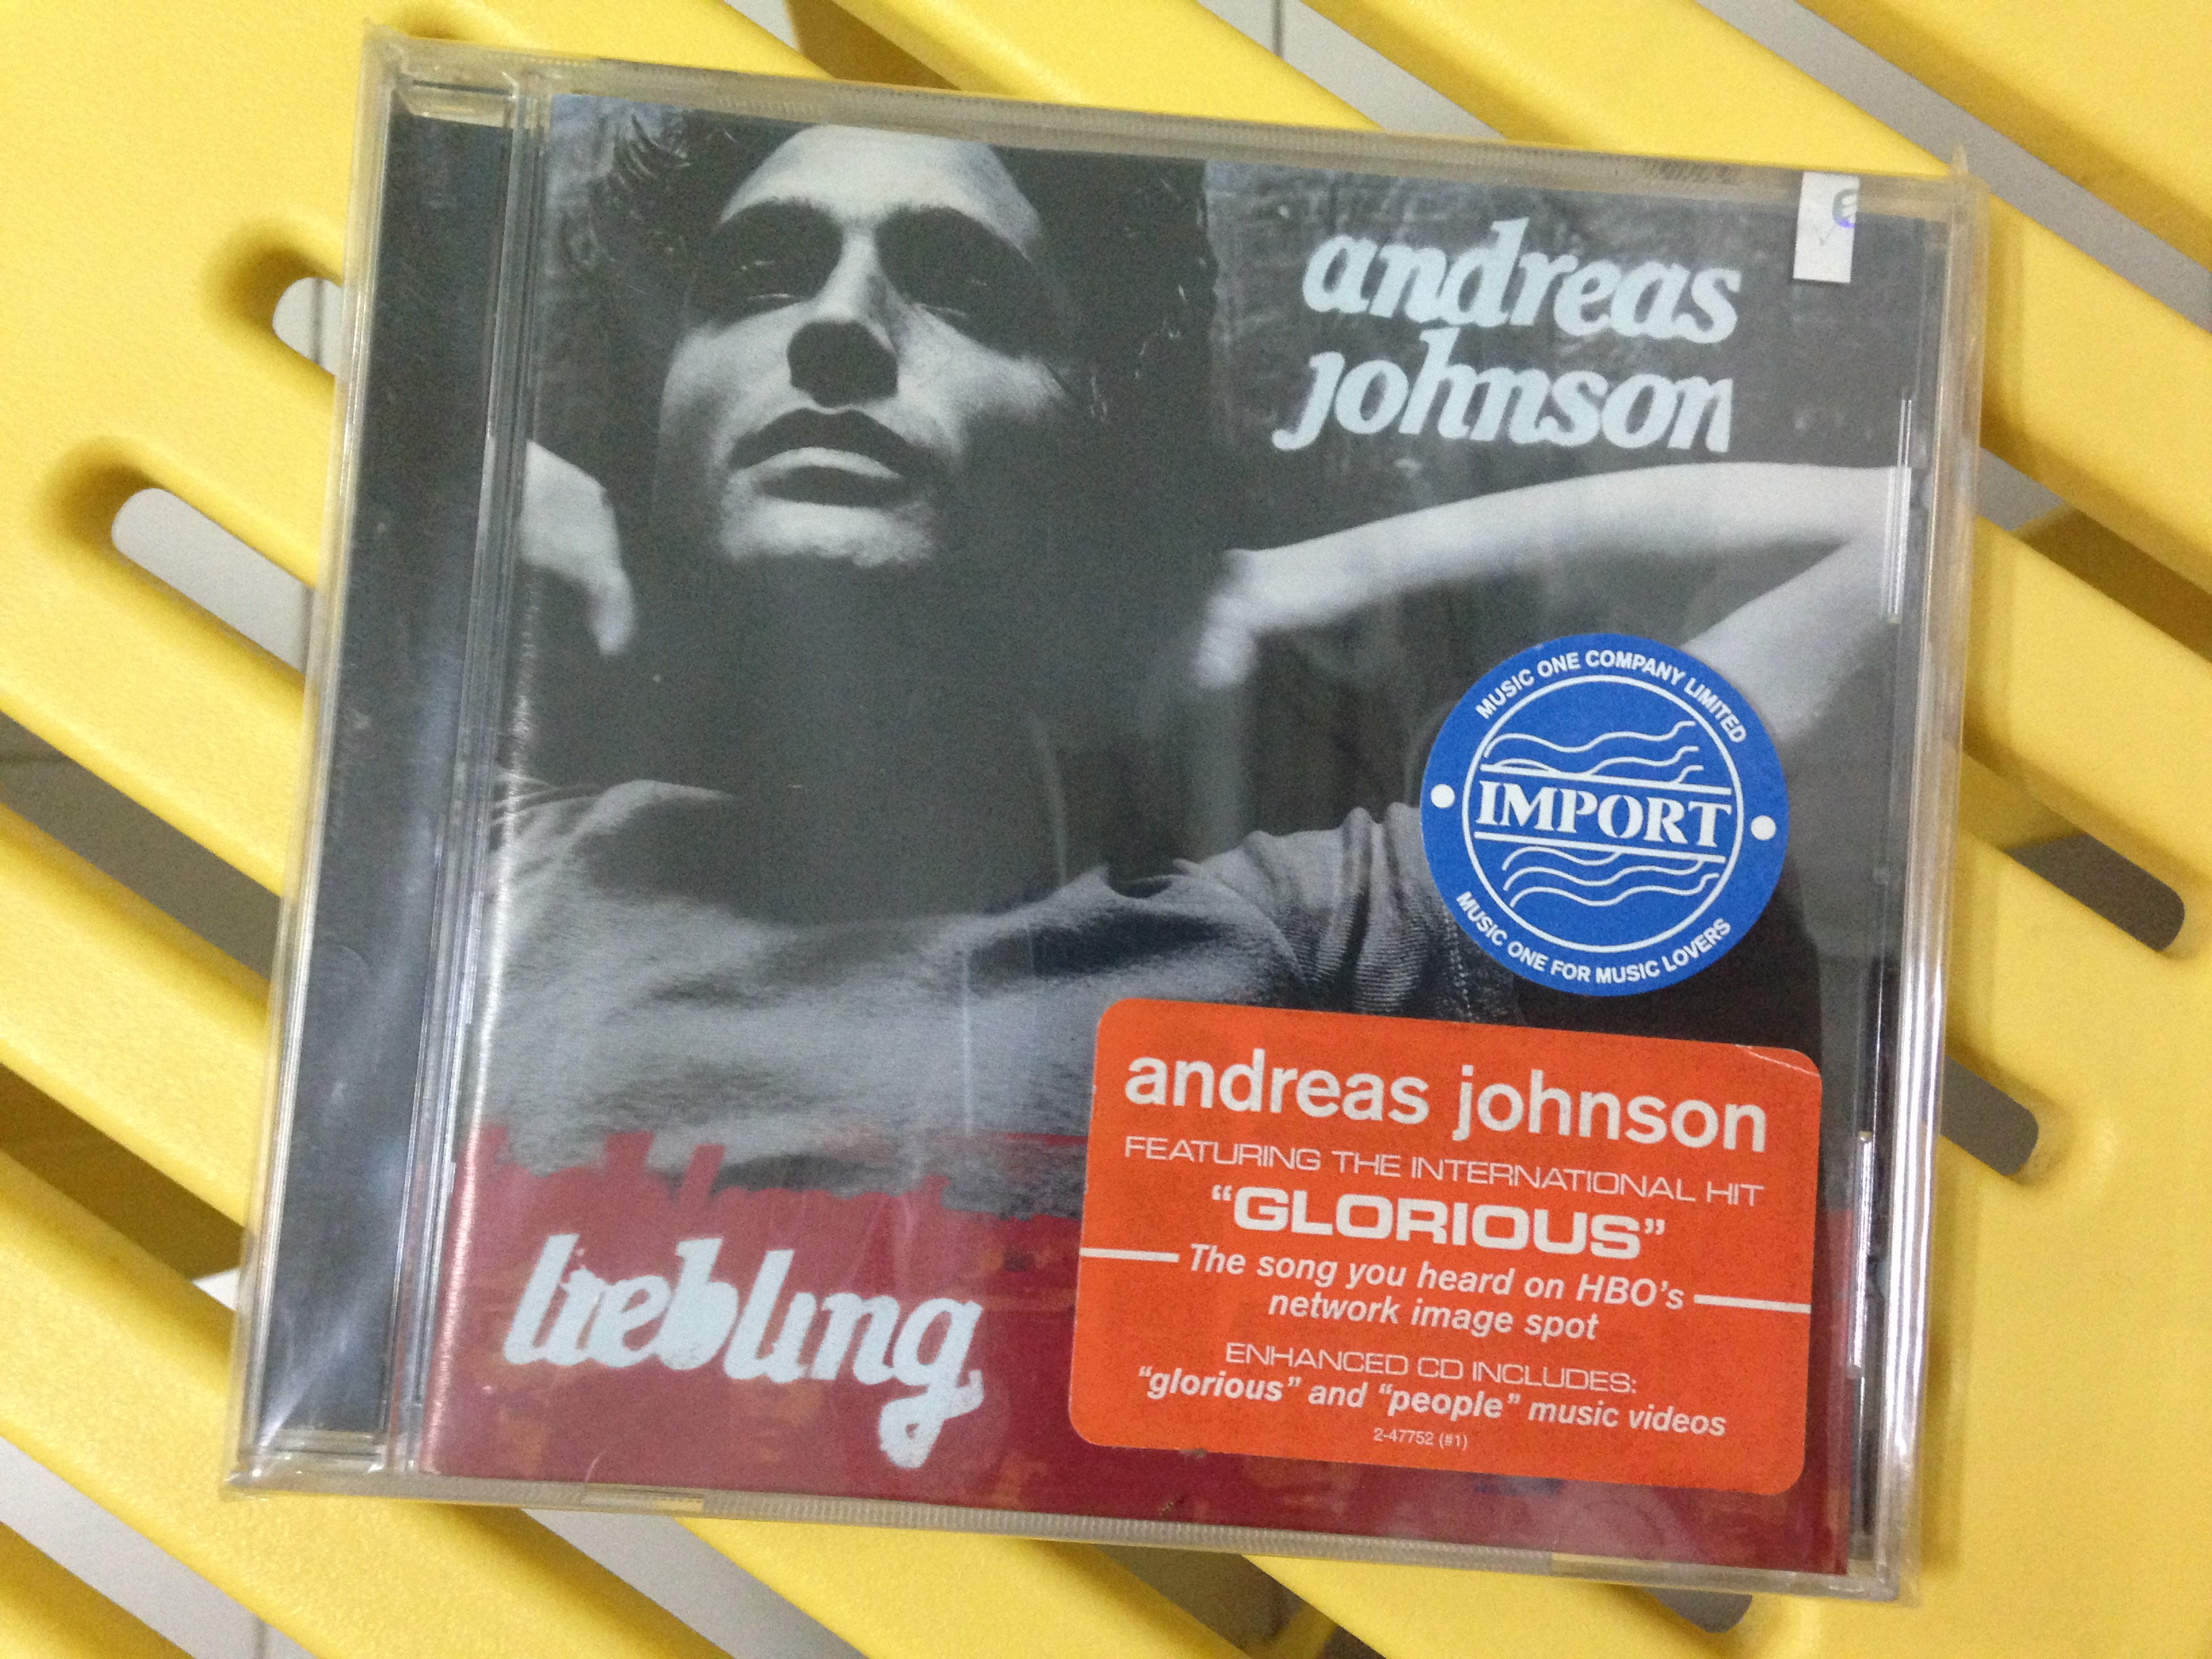 andreas
johnson
MUSIC ONE COMPANY LIMITED
IMPORT
MUSIC ONE FOR MUSIC LOVERS
andreas johnson
FEATURING THE INTERNATIONAL HIT
“GLORIOUS”
The song you heard on HBO's
network image spot
ENHANCED CD INCLUDES:
“glorious” and “people” music videos
2-47752 (#1)
liebling